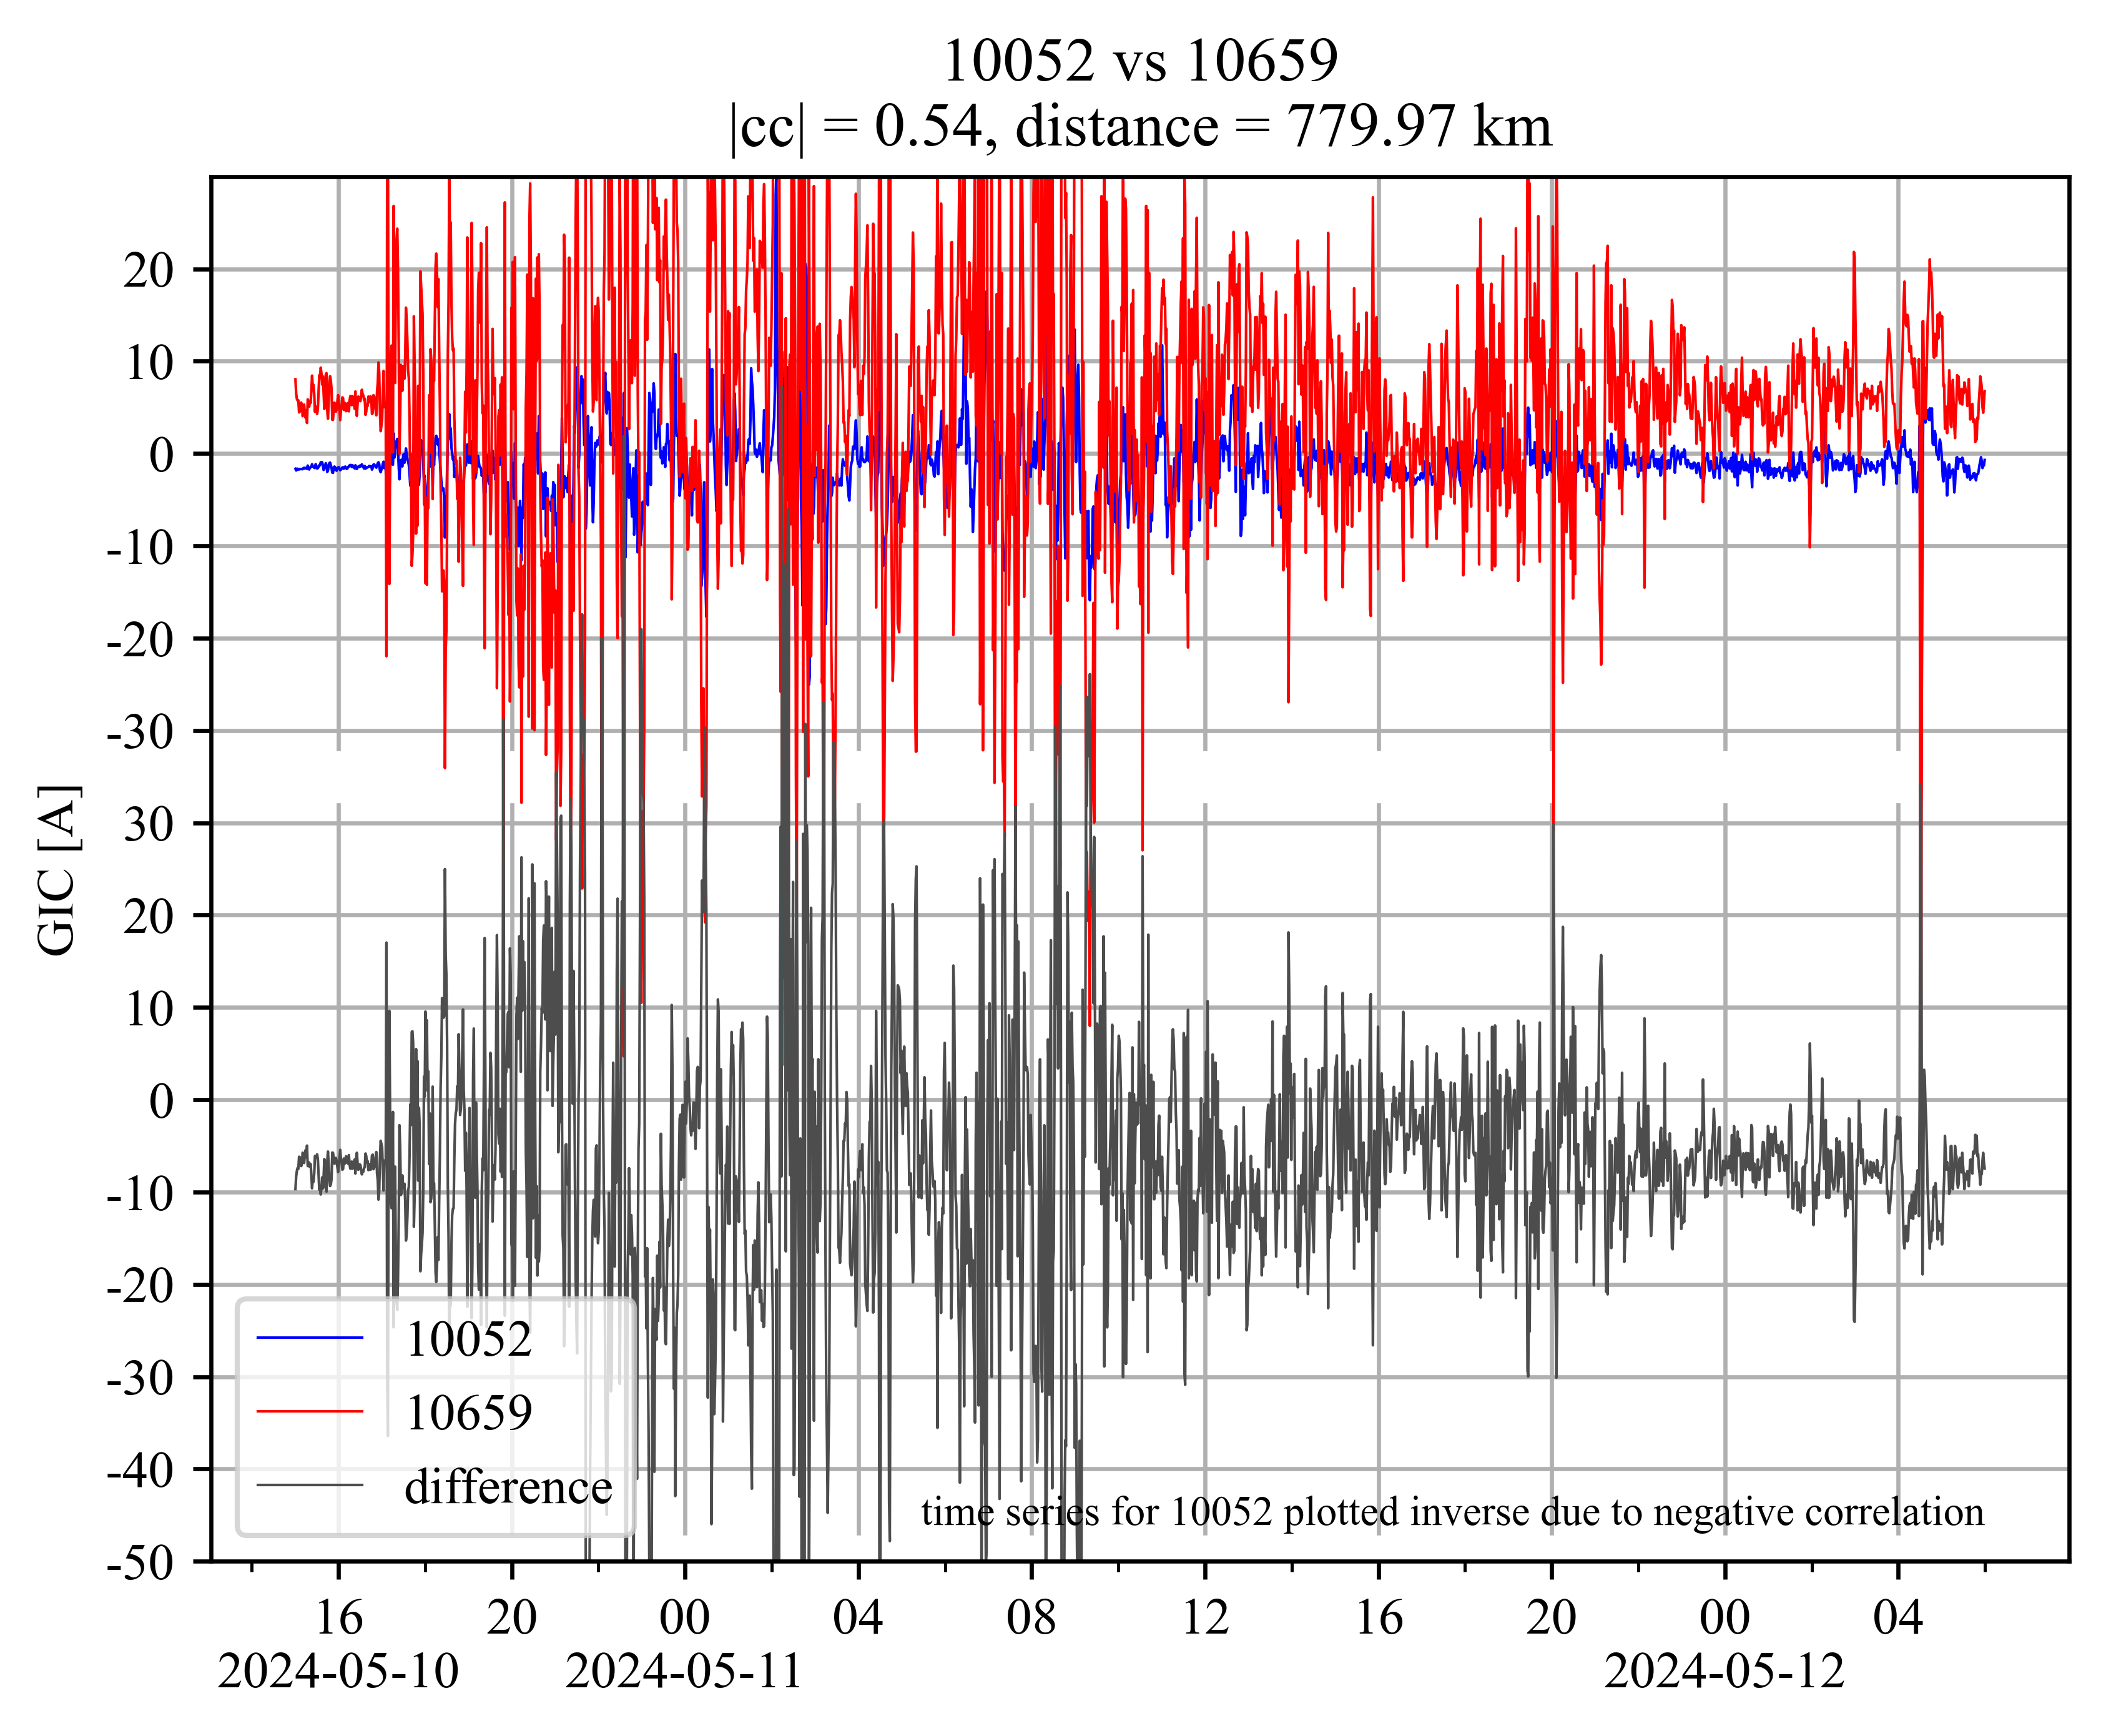 10052 vs 10659
|cc| = 0.54, distance = 779.97 km
GIC [A]
20
10
0
-10
-20
-30
30
20
10
0
-10
-20
-30
-40
-50
10052
10659
difference
time series for 10052 plotted inverse due to negative correlation
16 20 00 04 08 12 16 20 00 04
2024-05-10 2024-05-11 2024-05-12